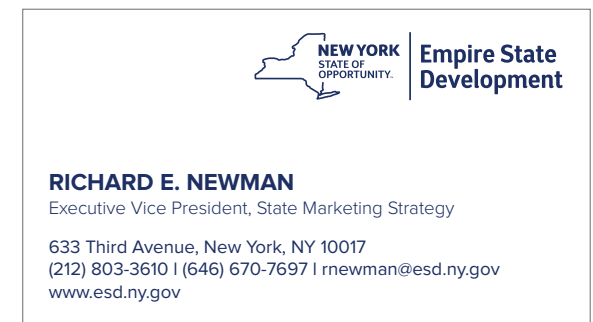 NEW YORK
STATE OF
OPPORTUNITY.
Empire State
Development
RICHARD E. NEWMAN
Executive Vice President, State Marketing Strategy
633 Third Avenue, New York, NY 10017
(212) 803-3610 | (646) 670-7697 | rnewman@esd.ny.gov
www.esd.ny.gov